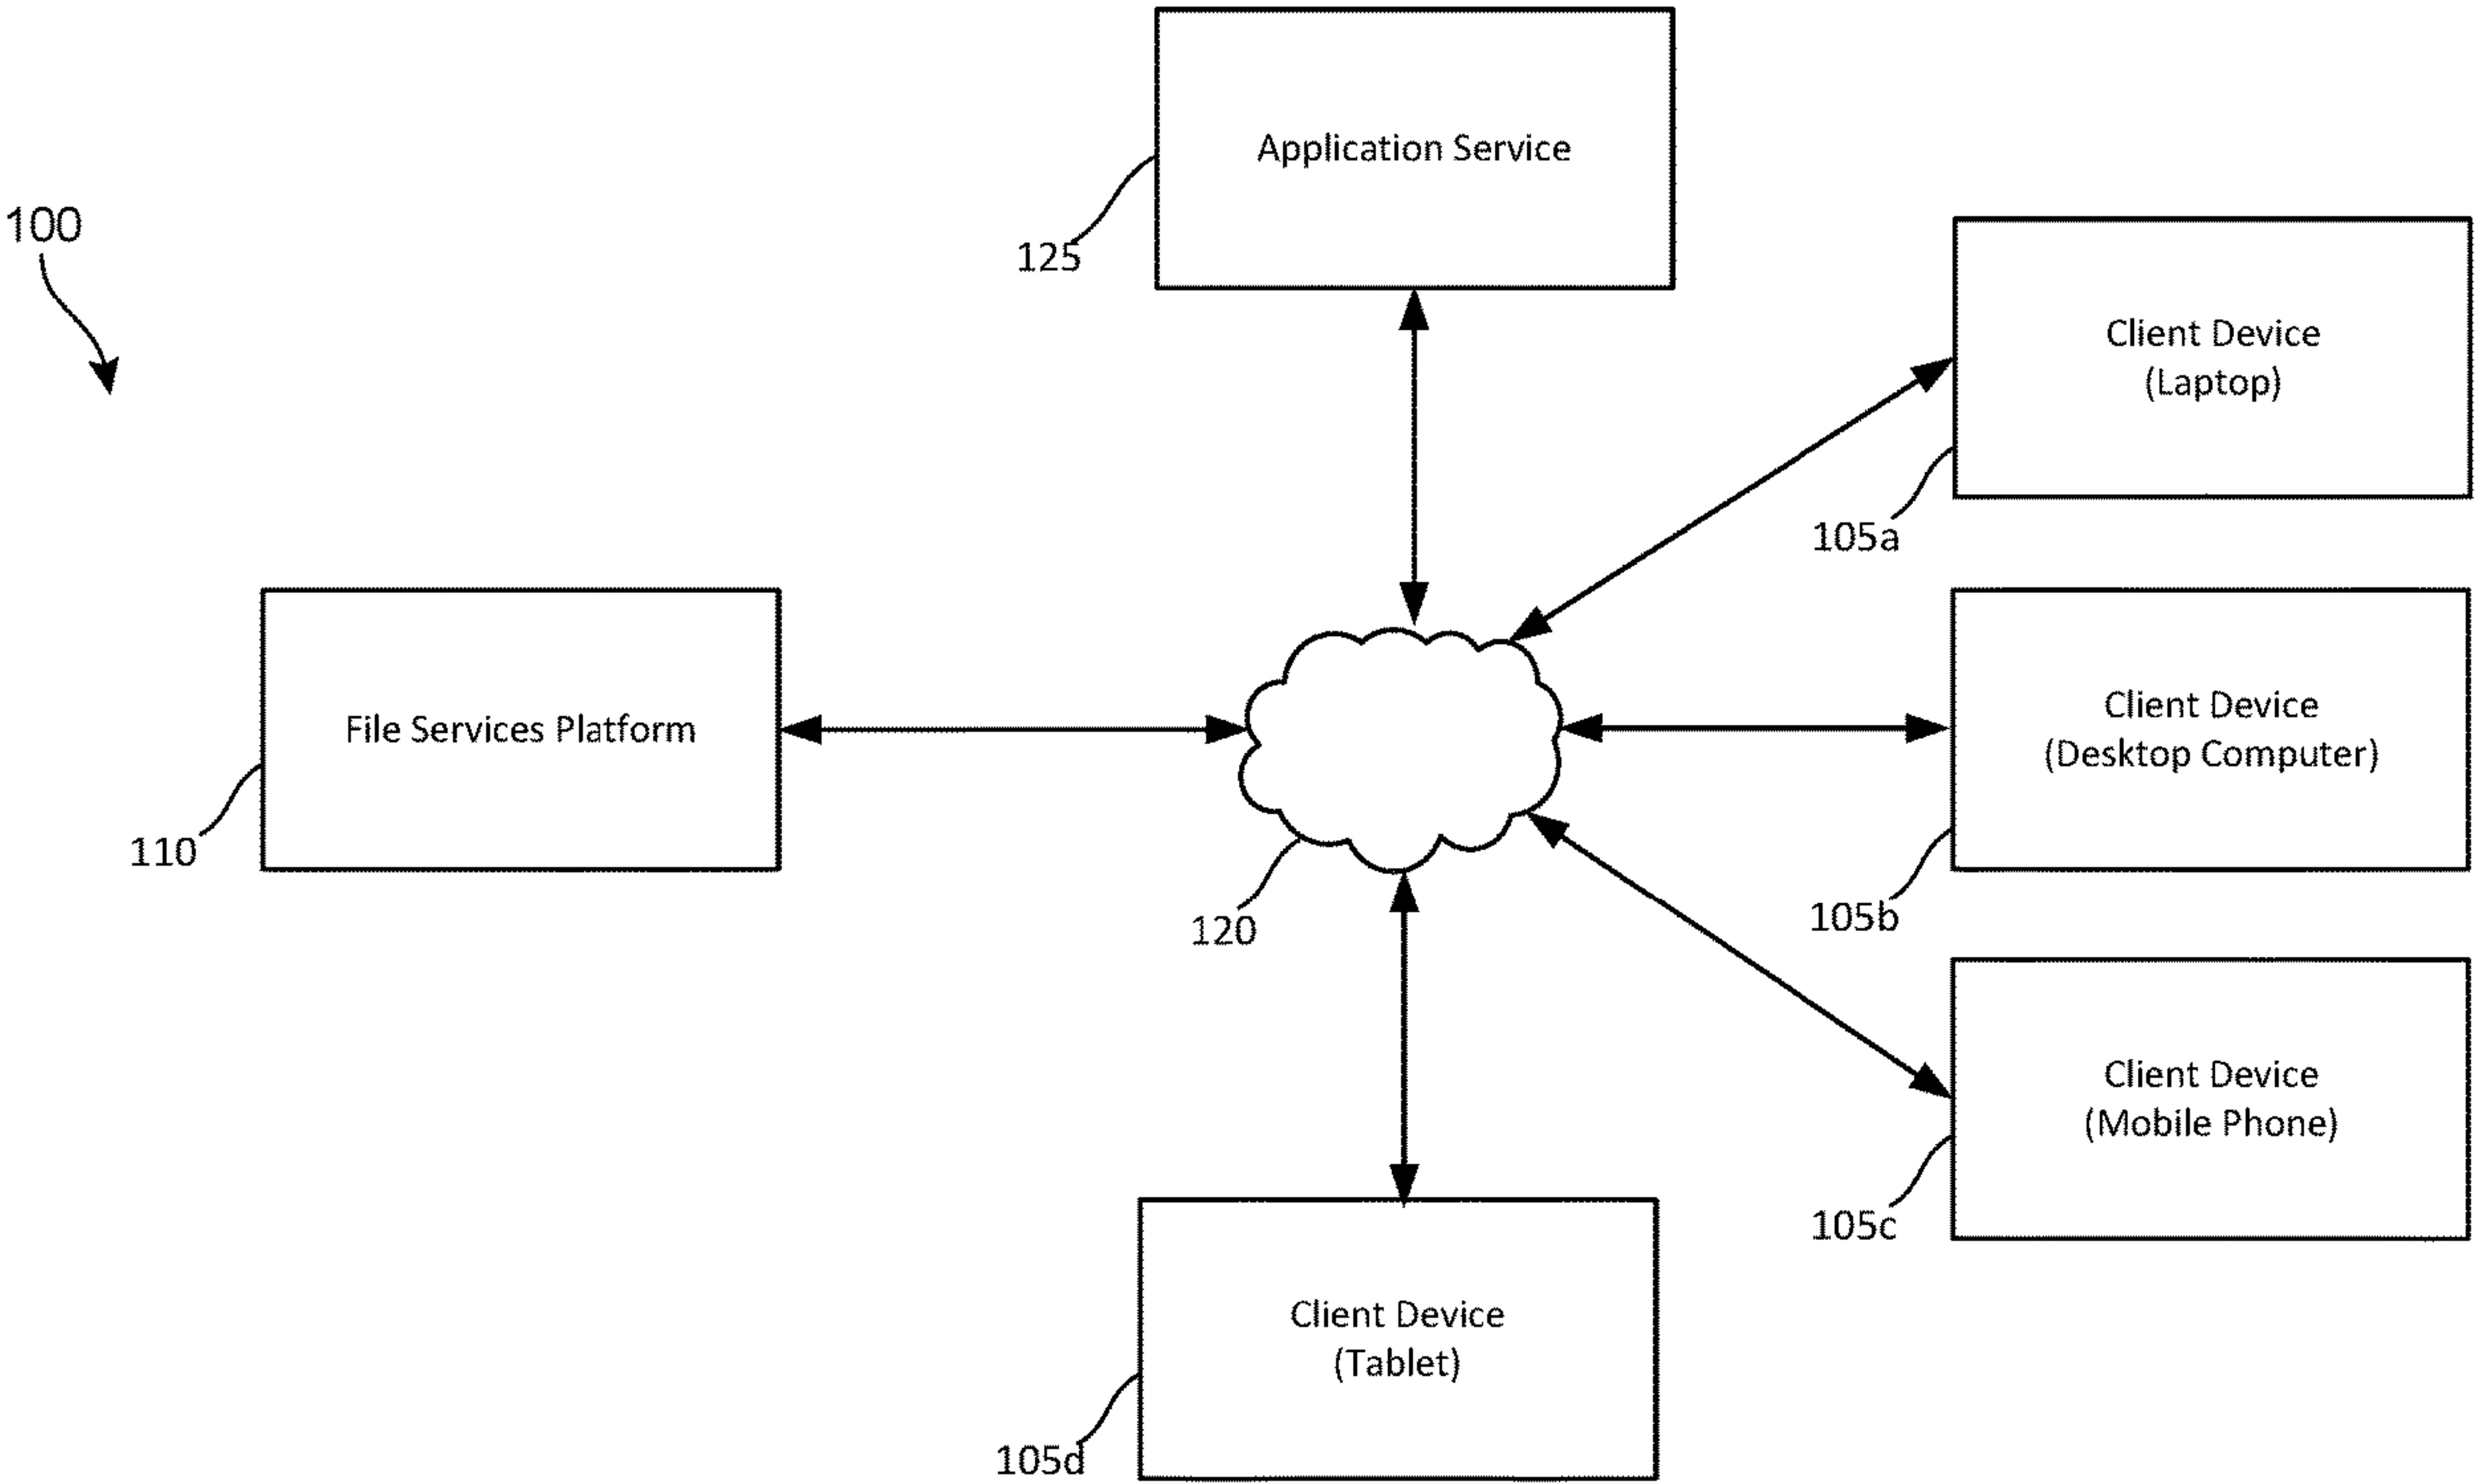 Application Service
125
100
Client Device
(Laptop)
105a
File Services Platform
110
Client Device
(Desktop Computer)
105b
120
Client Device
(Mobile Phone)
105c
Client Device
(Tablet)
105d